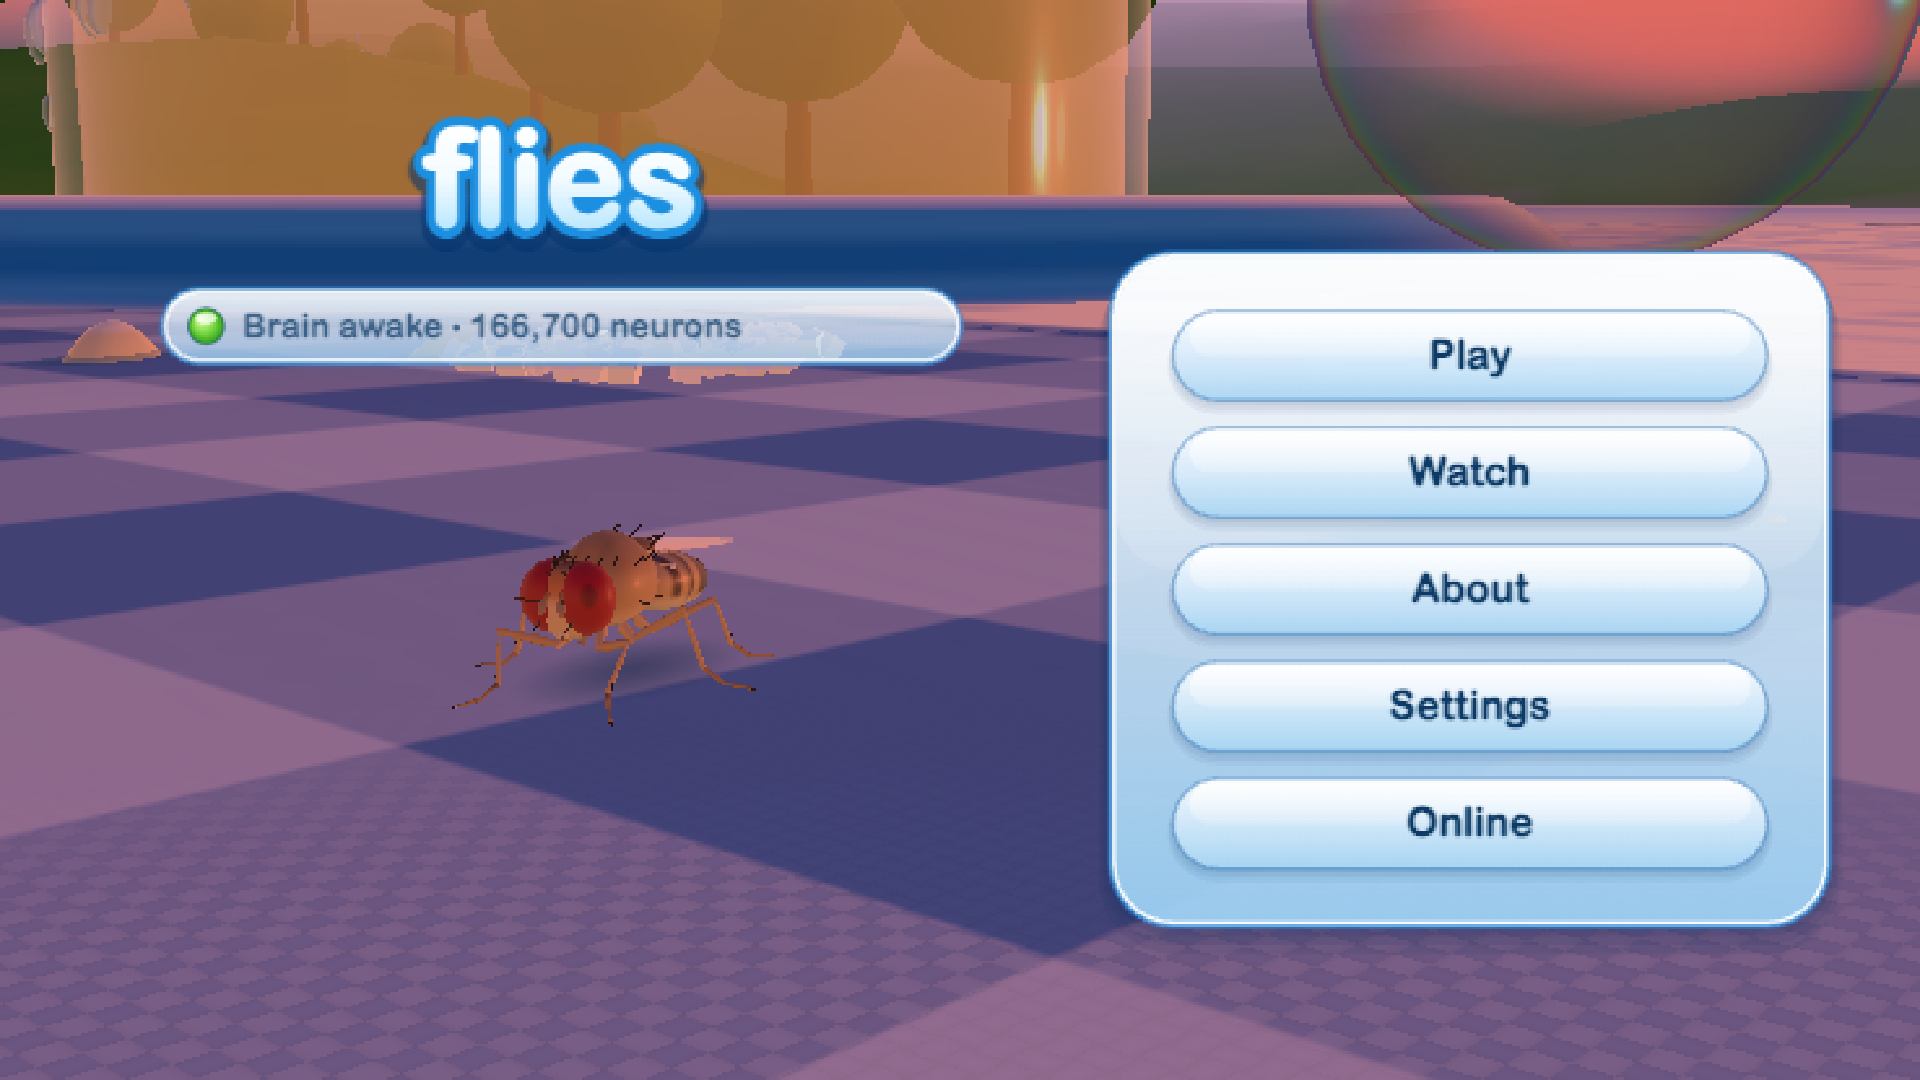 flies
Brain awake · 166,700 neurons
Play
Watch
About
Settings
Online